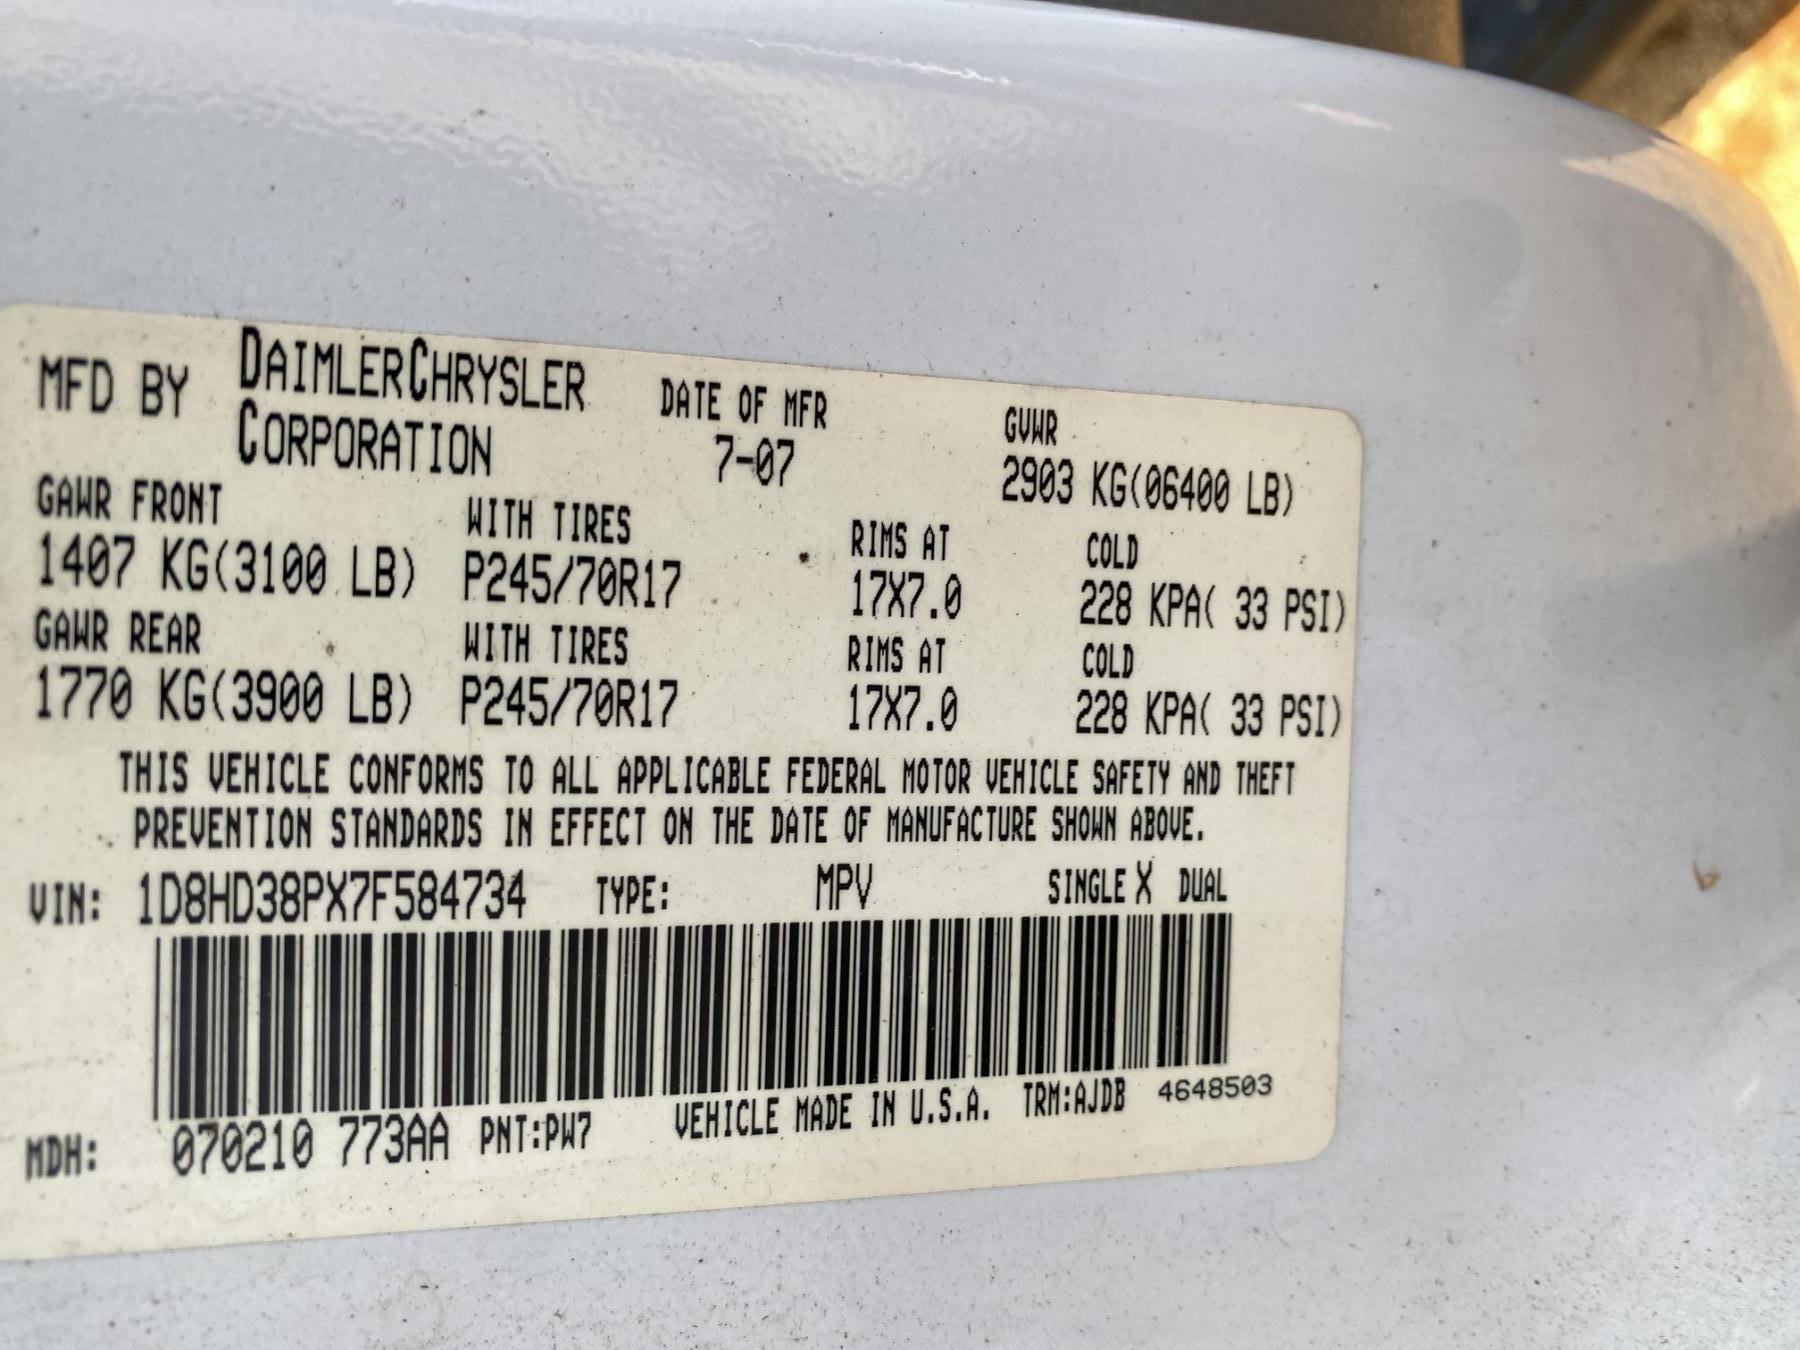 MFD BY DAIMLERCHRYSLER CORPORATION DATE OF MFR 7-07 GVWR 2903 KG(06400 LB)
GAWR FRONT WITH TIRES RIMS AT COLD
1407 KG(3100 LB) P245/70R17 17X7.0 228 KPA( 33 PSI)
GAWR REAR WITH TIRES RIMS AT COLD
1770 KG(3900 LB) P245/70R17 17X7.0 228 KPA( 33 PSI)
THIS VEHICLE CONFORMS TO ALL APPLICABLE FEDERAL MOTOR VEHICLE SAFETY AND THEFT
PREVENTION STANDARDS IN EFFECT ON THE DATE OF MANUFACTURE SHOWN ABOVE.
VIN: 1D8HD38PX7F584734 TYPE: MPV SINGLE X DUAL
MDH: 070210 773AA PNT:PW7 VEHICLE MADE IN U.S.A. TRM:AJDB 4648503